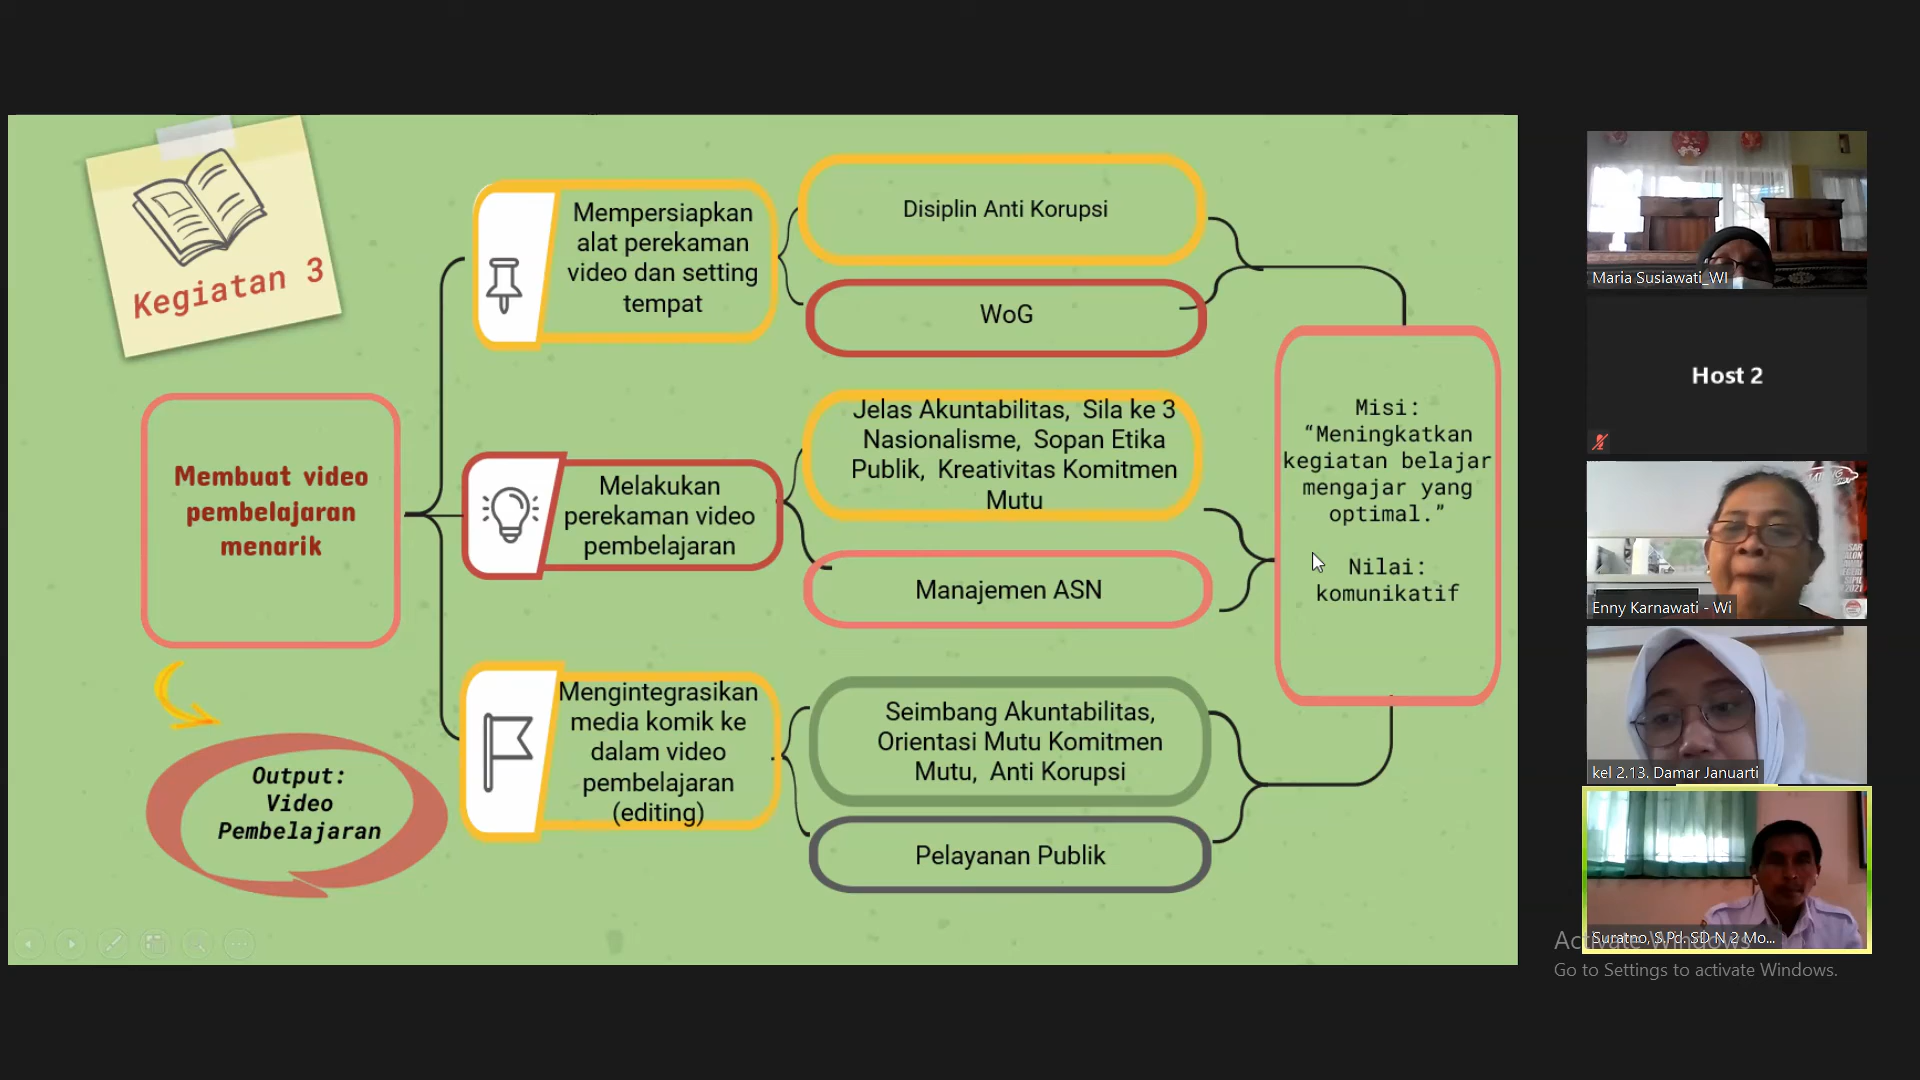 Kegiatan 3
Membuat video
pembelajaran
menarik
Output:
Video
Pembelajaran
Mempersiapkan
alat perekaman
video dan setting
tempat
Disiplin Anti Korupsi
WoG
Melakukan
perekaman video
pembelajaran
Jelas Akuntabilitas, Sila ke 3
Nasionalisme, Sopan Etika
Publik, Kreativitas Komitmen
Mutu
Manajemen ASN
Mengintegrasikan
media komik ke
dalam video
pembelajaran
(editing)
Seimbang Akuntabilitas,
Orientasi Mutu Komitmen
Mutu, Anti Korupsi
Pelayanan Publik
Misi:
“Meningkatkan
kegiatan belajar
mengajar yang
optimal.”
Nilai:
komunikatif
Maria Susiawati_WI
Host 2
Enny Karnawati - Wi
kel 2.13. Damar Januarti
Suratno, S.Pd. SD N 2 Mo...
Activate Windows
Go to Settings to activate Windows.